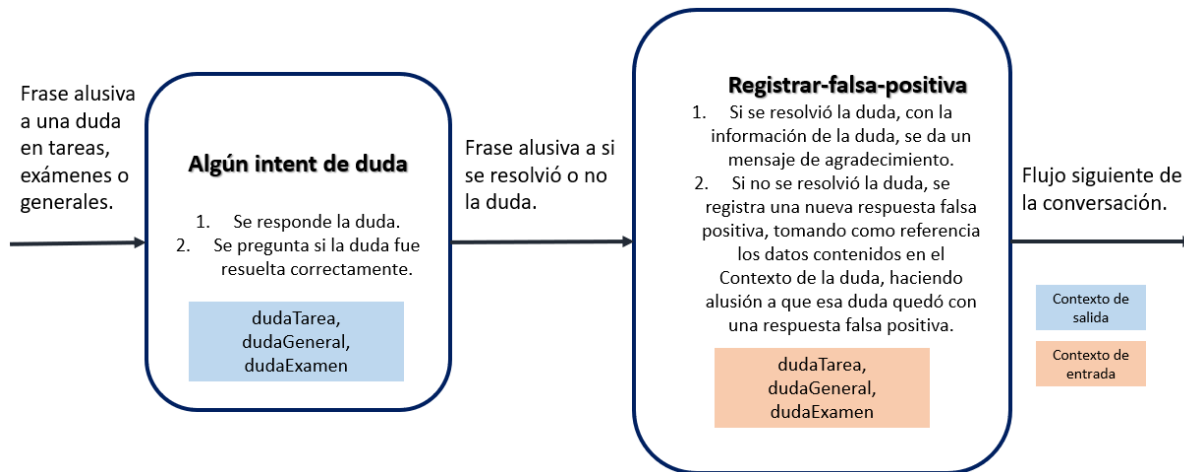 Frase alusiva
a una duda
en tareas,
exámenes o
generales.
Algún intent de duda
1. Se responde la duda.
2. Se pregunta si la duda fue
resuelta correctamente.
dudaTarea,
dudaGeneral,
dudaExamen
Frase alusiva a si
se resolvió o no
la duda.
Registrar-falsa-positiva
1. Si se resolvió la duda, con la
información de la duda, se da un
mensaje de agradecimiento.
2. Si no se resolvió la duda, se
registra una nueva respuesta falsa
positiva, tomando como referencia
los datos contenidos en el
Contexto de la duda, haciendo
alusión a que esa duda quedó con
una respuesta falsa positiva.
dudaTarea,
dudaGeneral,
dudaExamen
Flujo siguiente de
la conversación.
Contexto de
salida
Contexto de
entrada